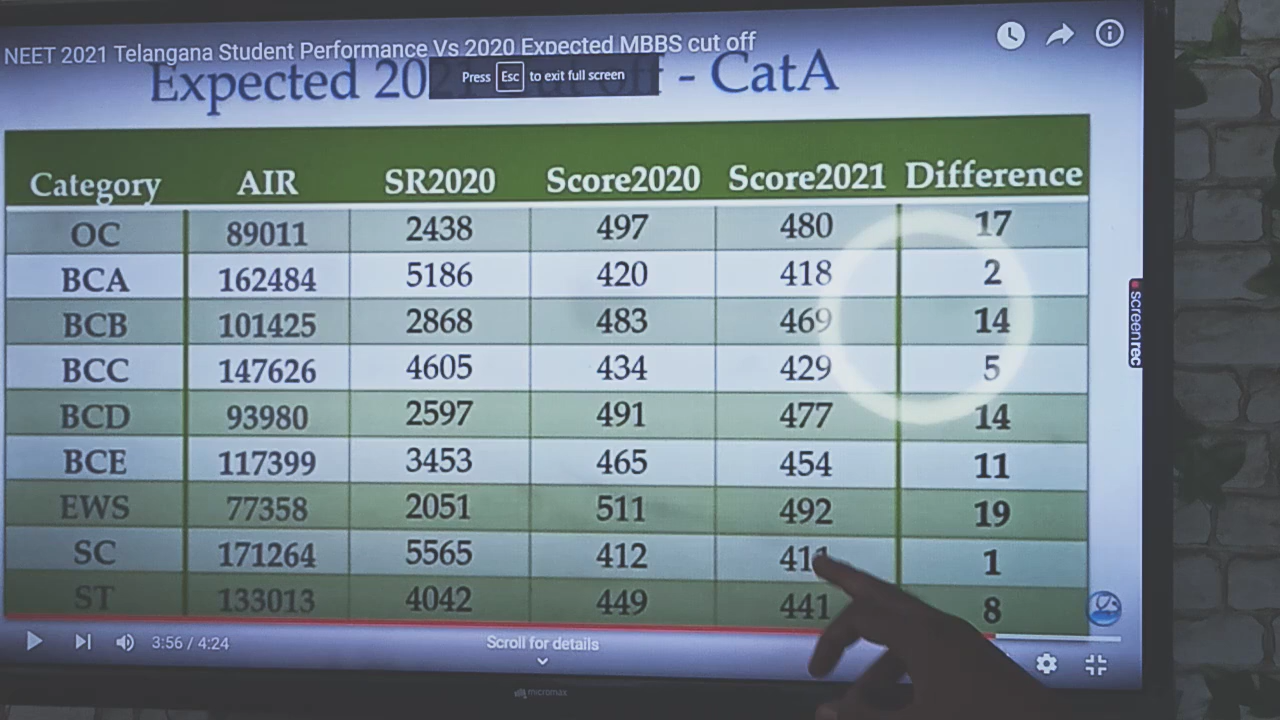 NEET 2021 Telangana Student Performance Vs 2020 Expected MBBS cut off
Expected 20 - CatA
Press Esc to exit full screen
Category AIR SR2020 Score2020 Score2021 Difference
OC 89011 2438 497 480 17
BCA 162484 5186 420 418 2
BCB 101425 2868 483 469 14
BCC 147626 4605 434 429 5
BCD 93980 2597 491 477 14
BCE 117399 3453 465 454 11
EWS 77358 2051 511 492 19
SC 171264 5565 412 411 1
ST 133013 4042 449 441 8
3:56 / 4:24
Scroll for details
screenrec
micromax